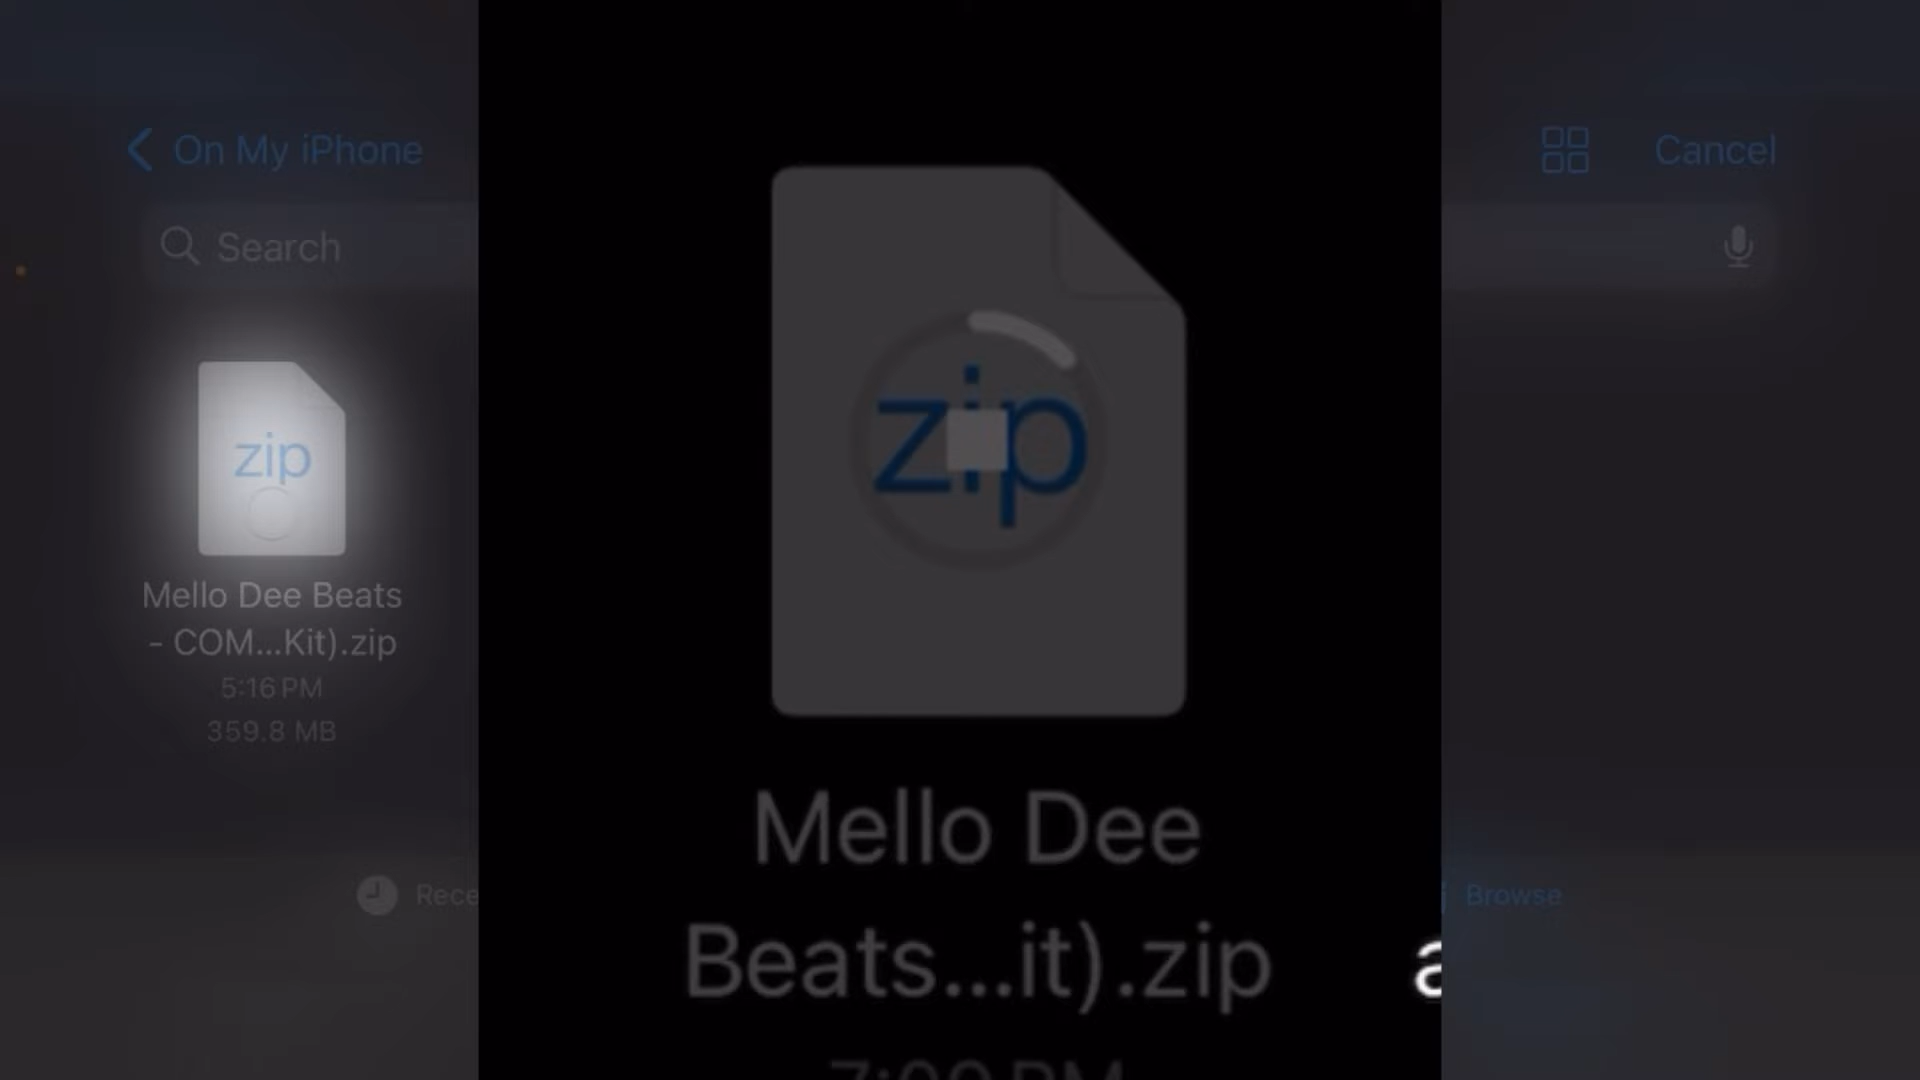 On My iPhone
Cancel
Search
zip
Mello Dee Beats
- COM...Kit).zip
5:16 PM
359.8 MB
zip
Mello Dee
Beats...it).zip
Browse